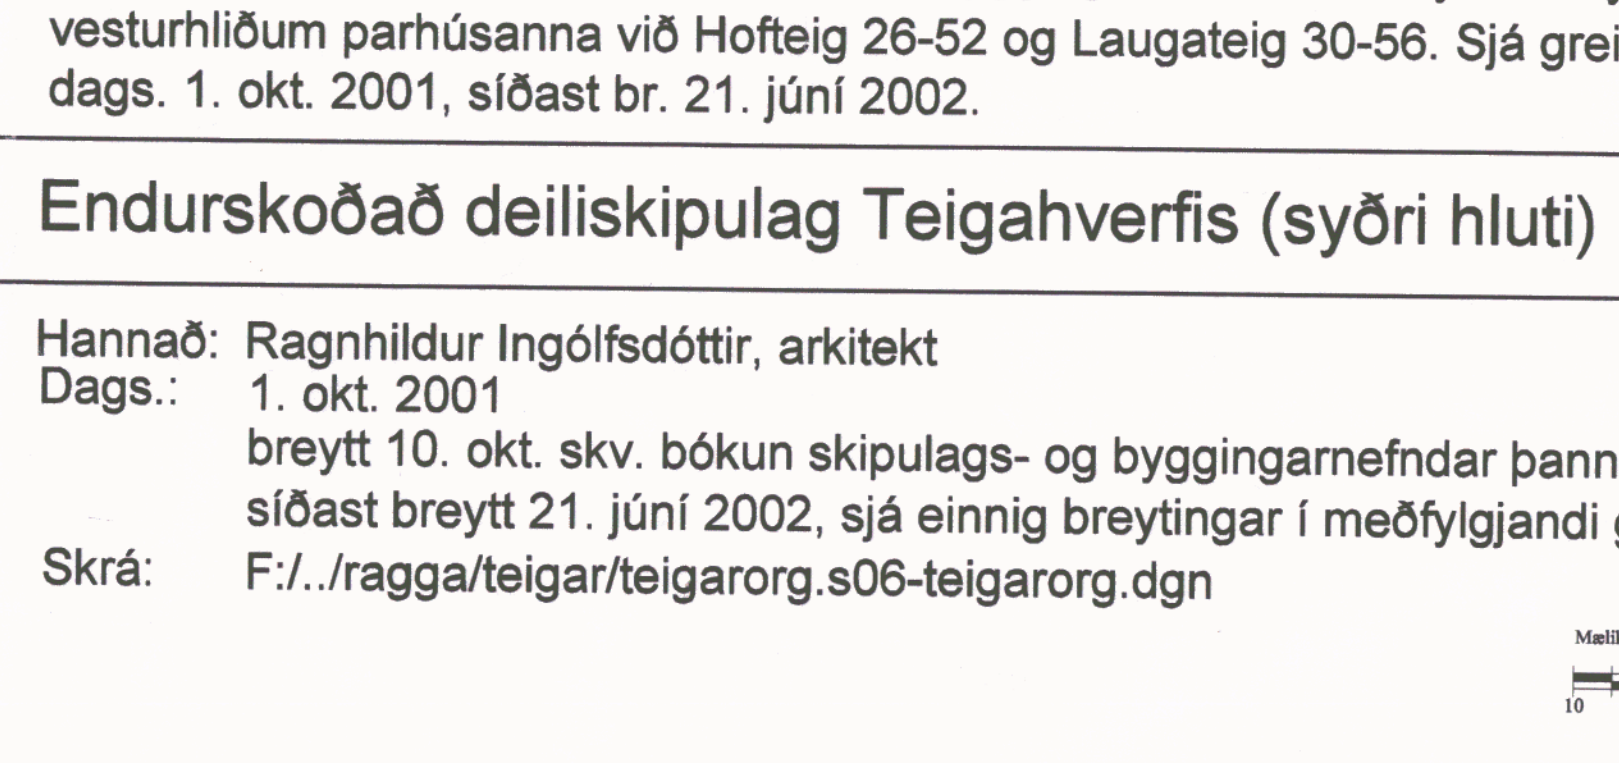 vesturhliðum parhúsanna við Hofteig 26-52 og Laugateig 30-56. Sjá grei
dags. 1. okt. 2001, síðast br. 21. júní 2002.
Endurskoðað deiliskipulag Teigahverfis (syðri hluti)
Hannað: Ragnhildur Ingólfsdóttir, arkitekt
Dags.: 1. okt. 2001
breytt 10. okt. skv. bókun skipulags- og byggingarnefndar þann
síðast breytt 21. júní 2002, sjá einnig breytingar í meðfylgjandi
Skrá: F:/../ragga/teigar/teigarorg.s06-teigarorg.dgn
Mælik
10